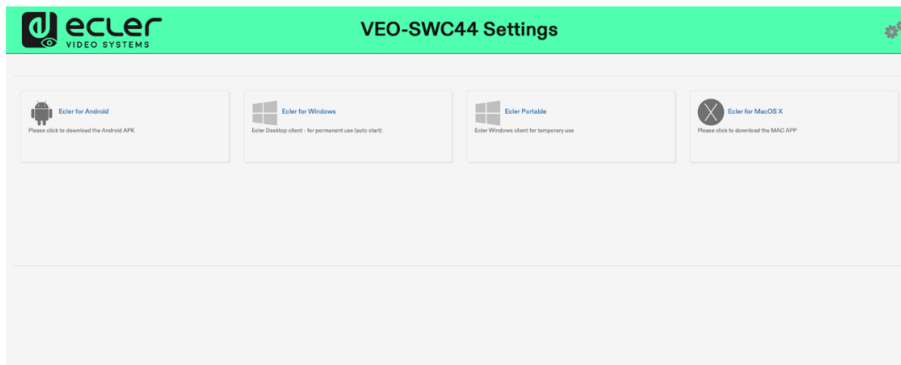 ecler
VIDEO SYSTEMS
VEO-SWC44 Settings
Ecler for Android
Please click to download the Android APK
Ecler for Windows
Ecler Desktop client - for permanent use (auto start)
Ecler Portable
Ecler Windows client for temporary use
Ecler for MacOS X
Please click to download the MAC APP